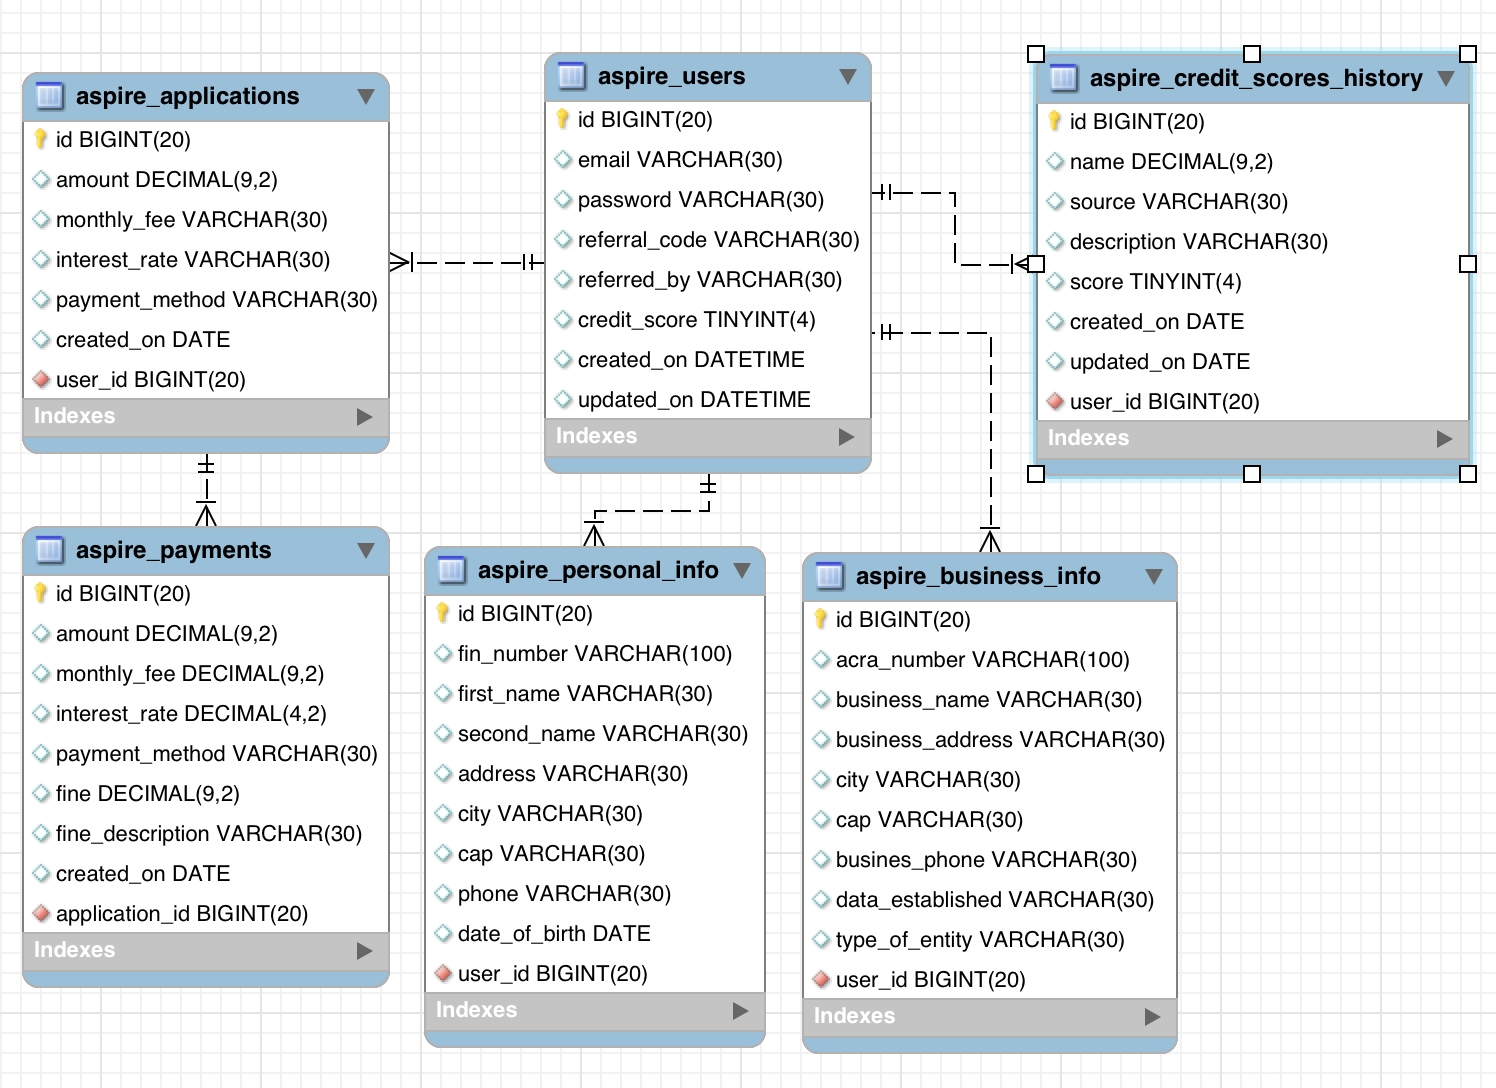 aspire_applications
id BIGINT(20)
amount DECIMAL(9,2)
monthly_fee VARCHAR(30)
interest_rate VARCHAR(30)
payment_method VARCHAR(30)
created_on DATE
user_id BIGINT(20)
Indexes
aspire_users
id BIGINT(20)
email VARCHAR(30)
password VARCHAR(30)
referral_code VARCHAR(30)
referred_by VARCHAR(30)
credit_score TINYINT(4)
created_on DATETIME
updated_on DATETIME
Indexes
aspire_credit_scores_history
id BIGINT(20)
name DECIMAL(9,2)
source VARCHAR(30)
description VARCHAR(30)
score TINYINT(4)
created_on DATE
updated_on DATE
user_id BIGINT(20)
Indexes
aspire_payments
id BIGINT(20)
amount DECIMAL(9,2)
monthly_fee DECIMAL(9,2)
interest_rate DECIMAL(4,2)
payment_method VARCHAR(30)
fine DECIMAL(9,2)
fine_description VARCHAR(30)
created_on DATE
application_id BIGINT(20)
Indexes
aspire_personal_info
id BIGINT(20)
fin_number VARCHAR(100)
first_name VARCHAR(30)
second_name VARCHAR(30)
address VARCHAR(30)
city VARCHAR(30)
cap VARCHAR(30)
phone VARCHAR(30)
date_of_birth DATE
user_id BIGINT(20)
Indexes
aspire_business_info
id BIGINT(20)
acra_number VARCHAR(100)
business_name VARCHAR(30)
business_address VARCHAR(30)
city VARCHAR(30)
cap VARCHAR(30)
busines_phone VARCHAR(30)
data_established VARCHAR(30)
type_of_entity VARCHAR(30)
user_id BIGINT(20)
Indexes